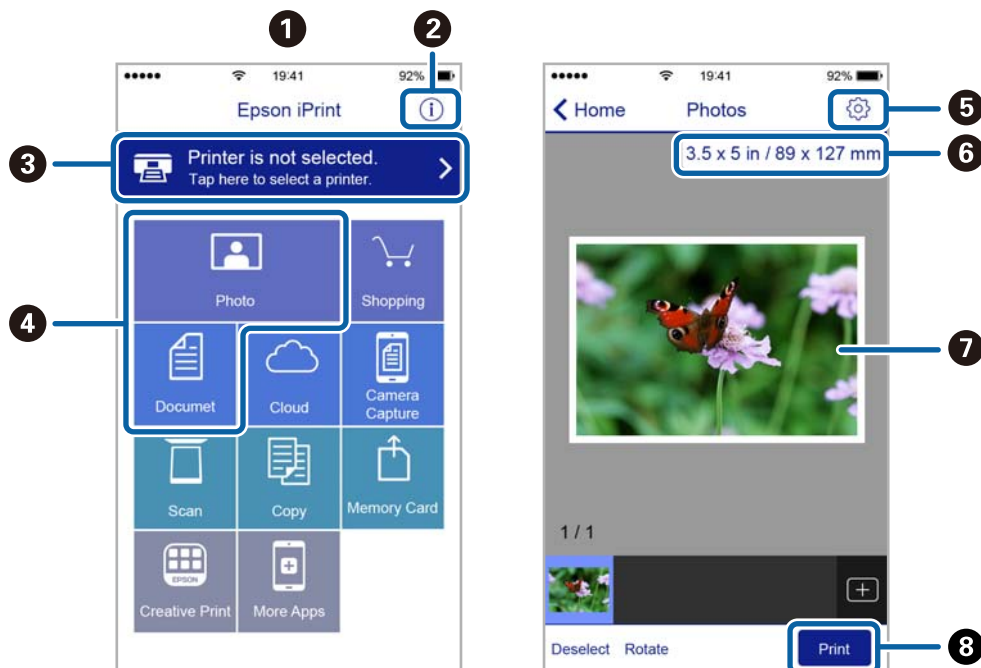 1
2
19:41
92%
Epson iPrint
i
3
Printer is not selected.
Tap here to select a printer.
4
Photo
Shopping
Documet
Cloud
Camera
Capture
Scan
Copy
Memory Card
EPSON
Creative Print
More Apps
19:41
92%
Home
Photos
5
3.5 x 5 in / 89 x 127 mm
6
7
1 / 1
Deselect
Rotate
Print
8